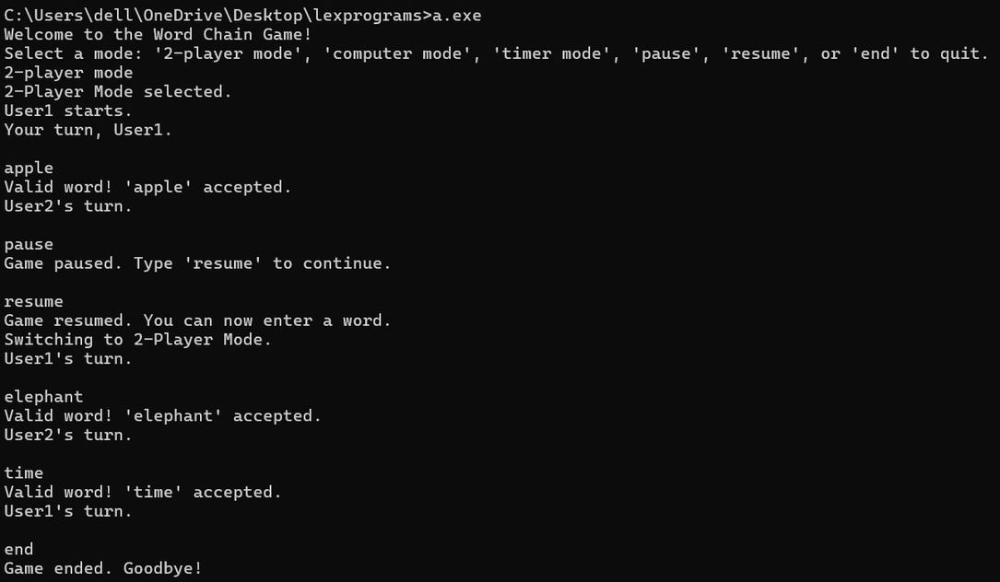 C:\Users\dell\OneDrive\Desktop\lexprograms>a.exe
Welcome to the Word Chain Game!
Select a mode: '2-player mode', 'computer mode', 'timer mode', 'pause', 'resume', or 'end' to quit.
2-player mode
2-Player Mode selected.
User1 starts.
Your turn, User1.
apple
Valid word! 'apple' accepted.
User2's turn.
pause
Game paused. Type 'resume' to continue.
resume
Game resumed. You can now enter a word.
Switching to 2-Player Mode.
User1's turn.
elephant
Valid word! 'elephant' accepted.
User2's turn.
time
Valid word! 'time' accepted.
User1's turn.
end
Game ended. Goodbye!